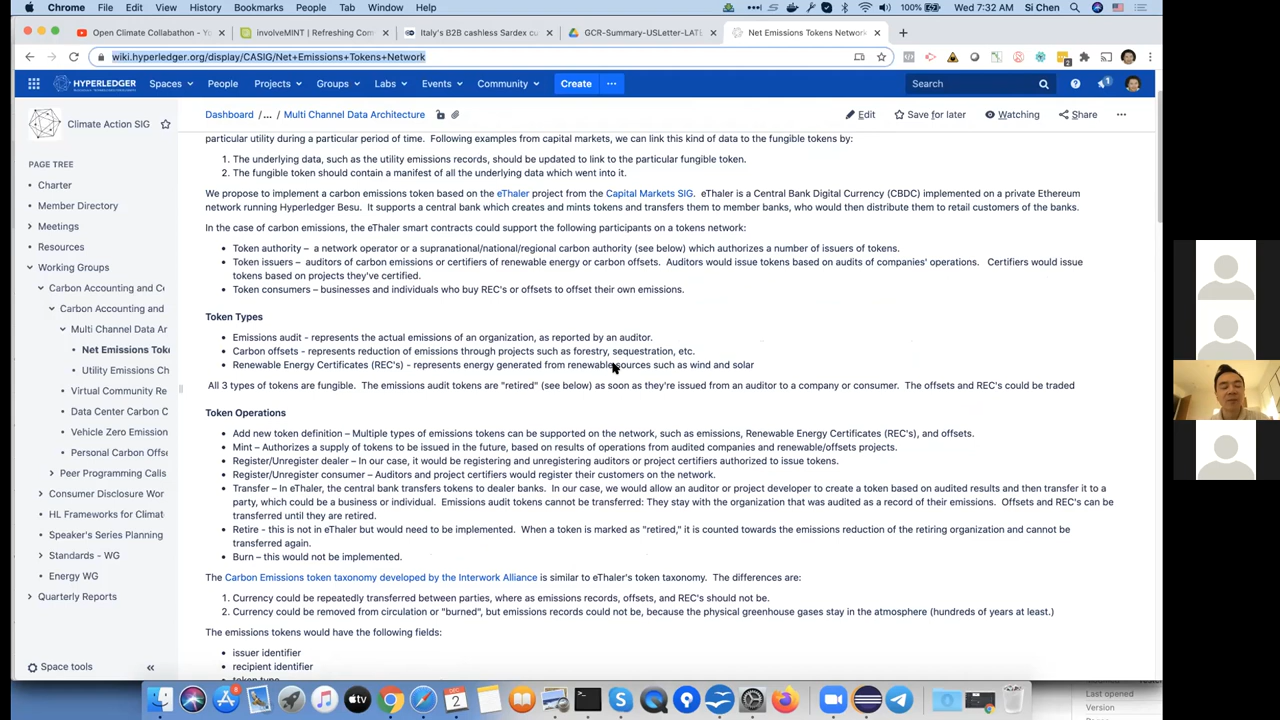 Chrome File Edit View History Bookmarks People Tab Window Help 100% Wed 7:32 AM Si Chen
Open Climate Collabathon - Yo
involveMINT | Refreshing Com
Italy's B2B cashless Sardex cu
GCR-Summary-USLetter-LATE
Net Emissions Tokens Network
wiki.hyperledger.org/display/CASIG/Net+Emissions+Tokens+Network
HYPERLEDGER Spaces People Projects Groups Labs Events Community Create ... Search
Climate Action SIG
Dashboard /... / Multi Channel Data Architecture
Edit Save for later Watching Share ...
PAGE TREE
Charter
Member Directory
Meetings
Resources
Working Groups
Carbon Accounting and Ce
Carbon Accounting and
Multi Channel Data Ar
Net Emissions Toke
Utility Emissions Ch
Virtual Community Re
Data Center Carbon C
Vehicle Zero Emission
Personal Carbon Offse
Peer Programming Calls
Consumer Disclosure Wor
HL Frameworks for Climat
Speaker's Series Planning
Standards - WG
Energy WG
Quarterly Reports
Space tools
particular utility during a particular period of time. Following examples from capital markets, we can link this kind of data to the fungible tokens by:
1. The underlying data, such as the utility emissions records, should be updated to link to the particular fungible token.
2. The fungible token should contain a manifest of all the underlying data which went into it.
We propose to implement a carbon emissions token based on the eThaler project from the Capital Markets SIG. eThaler is a Central Bank Digital Currency (CBDC) implemented on a private Ethereum
network running Hyperledger Besu. It supports a central bank which creates and mints tokens and transfers them to member banks, who would then distribute them to retail customers of the banks.
In the case of carbon emissions, the eThaler smart contracts could support the following participants on a tokens network:
• Token authority – a network operator or a supranational/national/regional carbon authority (see below) which authorizes a number of issuers of tokens.
• Token issuers – auditors of carbon emissions or certifiers of renewable energy or carbon offsets. Auditors would issue tokens based on audits of companies' operations. Certifiers would issue
tokens based on projects they've certified.
• Token consumers – businesses and individuals who buy REC's or offsets to offset their own emissions.
Token Types
• Emissions audit - represents the actual emissions of an organization, as reported by an auditor.
• Carbon offsets - represents reduction of emissions through projects such as forestry, sequestration, etc.
• Renewable Energy Certificates (REC's) - represents energy generated from renewable sources such as wind and solar
All 3 types of tokens are fungible. The emissions audit tokens are "retired" (see below) as soon as they're issued from an auditor to a company or consumer. The offsets and REC's could be traded
Token Operations
• Add new token definition – Multiple types of emissions tokens can be supported on the network, such as emissions, Renewable Energy Certificates (REC's), and offsets.
• Mint – Authorizes a supply of tokens to be issued in the future, based on results of operations from audited companies and renewable/offsets projects.
• Register/Unregister dealer – In our case, it would be registering and unregistering auditors or project certifiers authorized to issue tokens.
• Register/Unregister consumer – Auditors and project certifiers would register their customers on the network.
• Transfer – In eThaler, the central bank transfers tokens to dealer banks. In our case, we would allow an auditor or project developer to create a token based on audited results and then transfer it to a
party, which could be a business or individual. Emissions audit tokens cannot be transferred: They stay with the organization that was audited as a record of their emissions. Offsets and REC's can be
transferred until they are retired.
• Retire - this is not in eThaler but would need to be implemented. When a token is marked as "retired," it is counted towards the emissions reduction of the retiring organization and cannot be
transferred again.
• Burn – this would not be implemented.
The Carbon Emissions token taxonomy developed by the Interwork Alliance is similar to eThaler's token taxonomy. The differences are:
1. Currency could be repeatedly transferred between parties, where as emissions records, offsets, and REC's should not be.
2. Currency could be removed from circulation or "burned", but emissions records could not be, because the physical greenhouse gases stay in the atmosphere (hundreds of years at least.)
The emissions tokens would have the following fields:
• issuer identifier
• recipient identifier
Last opened
Version